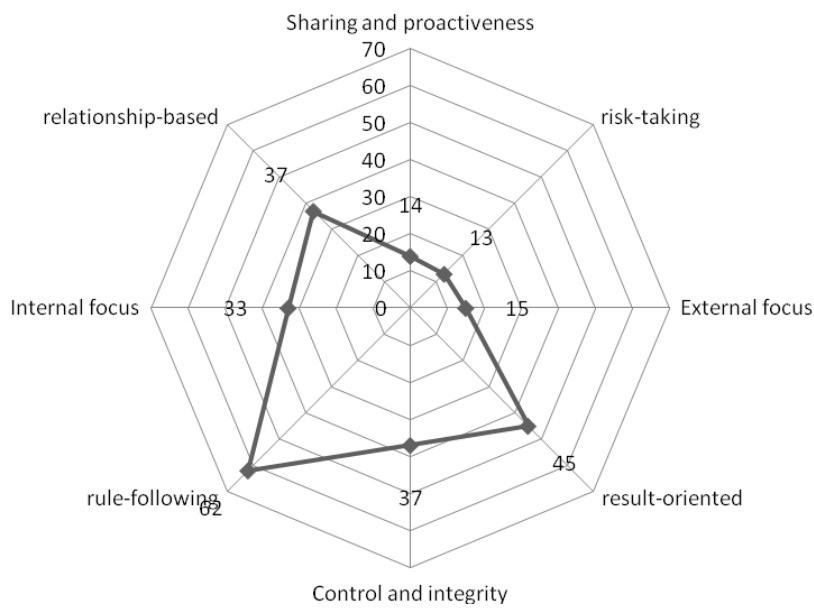 Sharing and proactiveness
70
60
relationship-based
risk-taking
50
37
40
30
14
20
13
10
Internal focus
33
0
15
External focus
45
rule-following
62
37
result-oriented
Control and integrity